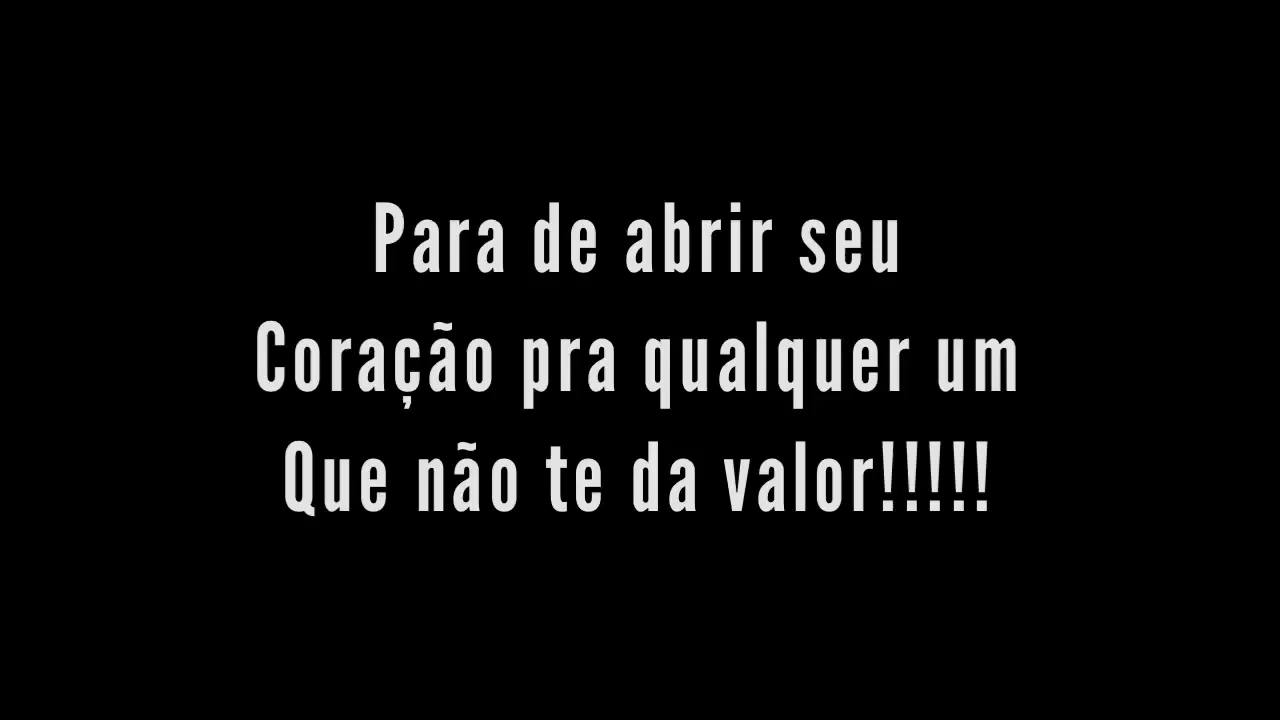 Para de abrir seu
Coração pra qualquer um
Que não te da valor!!!!!